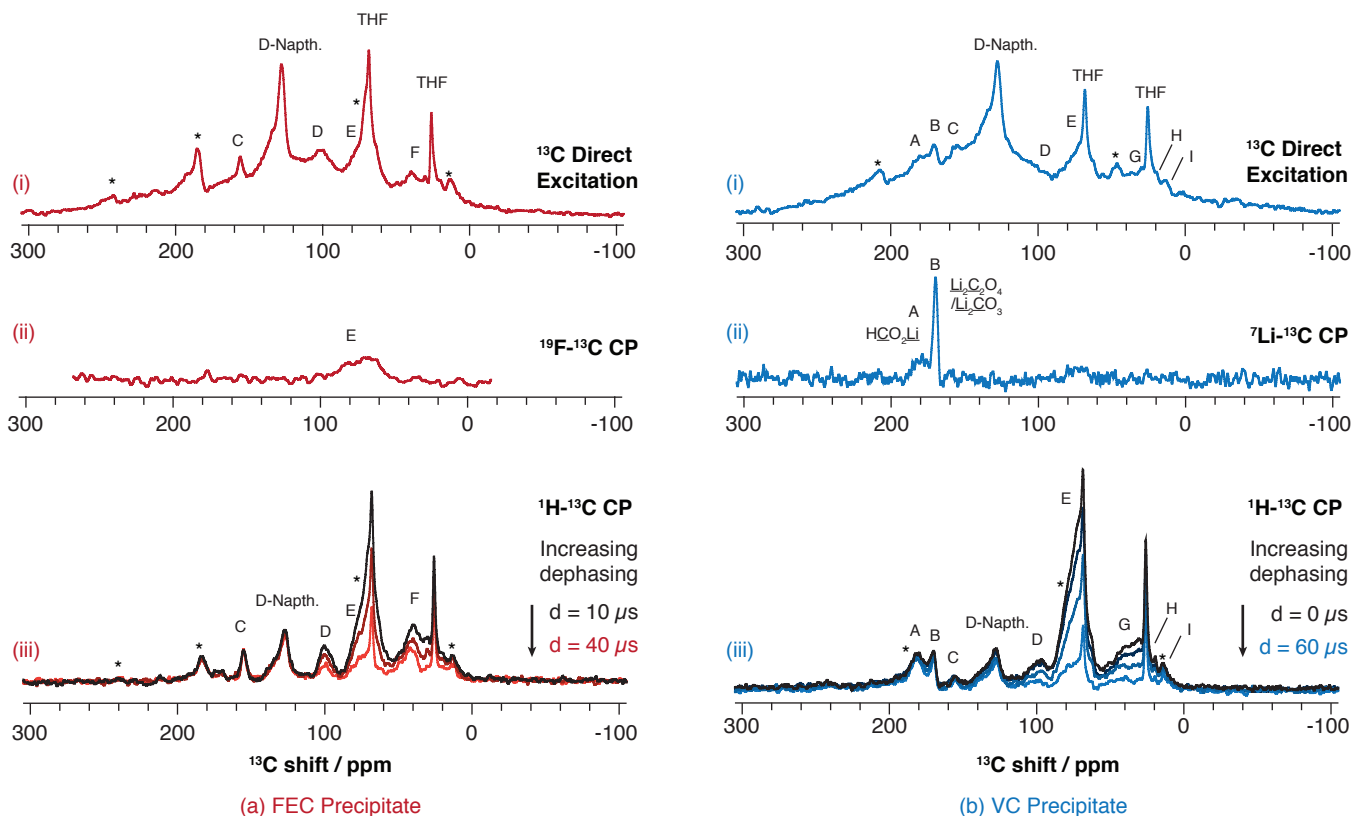 THF
D-Napth.
THF
*
*
C
D
E
F
*
*
13C Direct
Excitation
(i)
300 200 100 0 -100
(ii)
E
19F-13C CP
300 200 100 0 -100
1H-13C CP
Increasing
dephasing
d = 10 µs
d = 40 µs
(iii)
*
*
C
D-Napth.
D
E
*
F
*
300 200 100 0 -100
13C shift / ppm
(a) FEC Precipitate
D-Napth.
THF
THF
*
A
B
C
D
E
*
G
H
I
13C Direct
Excitation
(i)
300 200 100 0 -100
B
Li2C2O4
/Li2CO3
A
HCO2Li
(ii)
7Li-13C CP
300 200 100 0 -100
E
1H-13C CP
Increasing
dephasing
d = 0 µs
d = 60 µs
(iii)
*
A
B
C
D-Napth.
D
*
G
H
I
*
300 200 100 0 -100
13C shift / ppm
(b) VC Precipitate